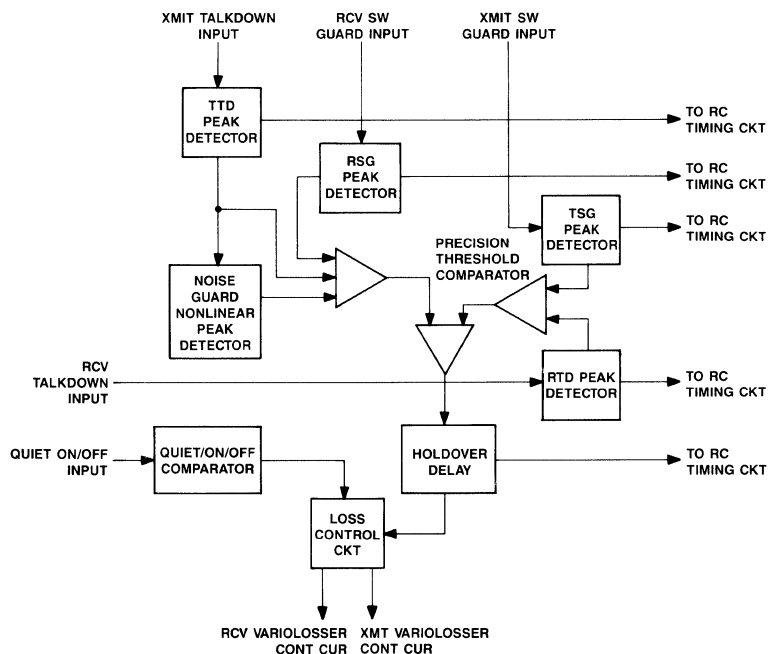 XMIT TALKDOWN
INPUT
RCV SW
GUARD INPUT
XMIT SW
GUARD INPUT
TTD
PEAK
DETECTOR
TO RC
TIMING CKT
RSG
PEAK
DETECTOR
TO RC
TIMING CKT
TSG
PEAK
DETECTOR
TO RC
TIMING CKT
PRECISION
THRESHOLD
COMPARATOR
NOISE
GUARD
NONLINEAR
PEAK
DETECTOR
RCV
TALKDOWN
INPUT
RTD PEAK
DETECTOR
TO RC
TIMING CKT
QUIET ON/OFF
INPUT
QUIET/ON/OFF
COMPARATOR
HOLDOVER
DELAY
TO RC
TIMING CKT
LOSS
CONTROL
CKT
RCV VARIOLOSSER
CONT CUR
XMT VARIOLOSSER
CONT CUR